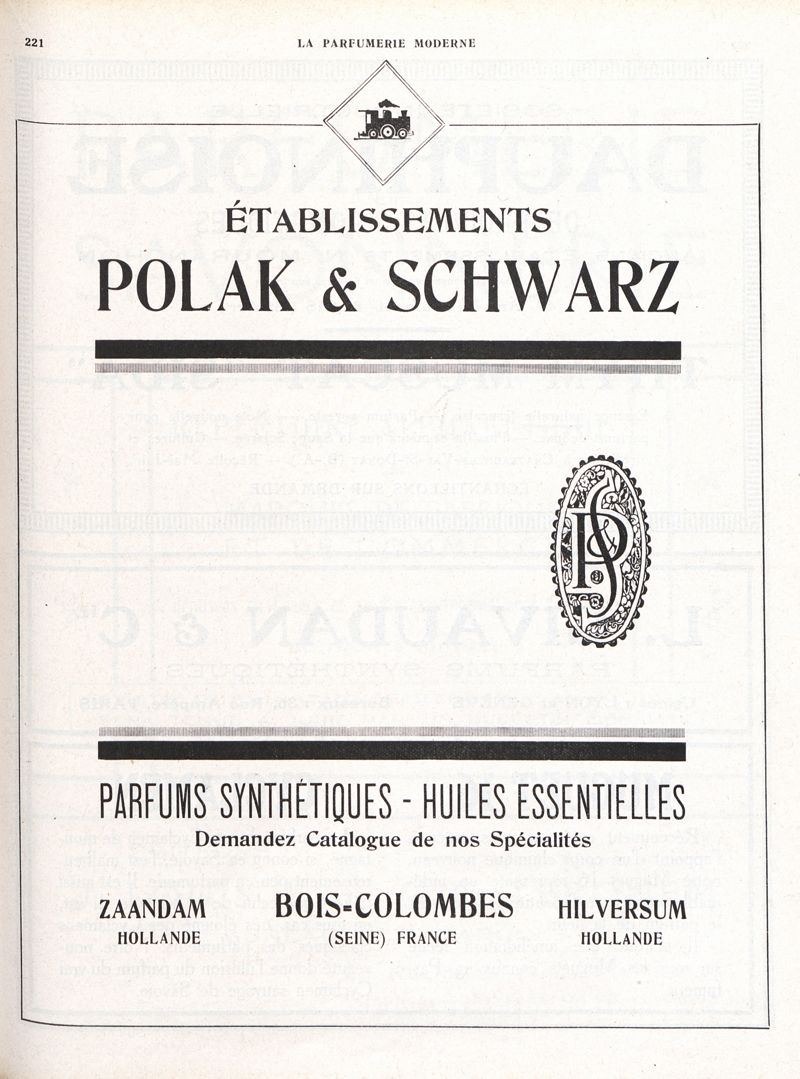 221
LA PARFUMERIE MODERNE
ÉTABLISSEMENTS
POLAK & SCHWARZ
P&S
PARFUMS SYNTHÉTIQUES - HUILES ESSENTIELLES
Demandez Catalogue de nos Spécialités
ZAANDAM
HOLLANDE
BOIS=COLOMBES
(SEINE) FRANCE
HILVERSUM
HOLLANDE